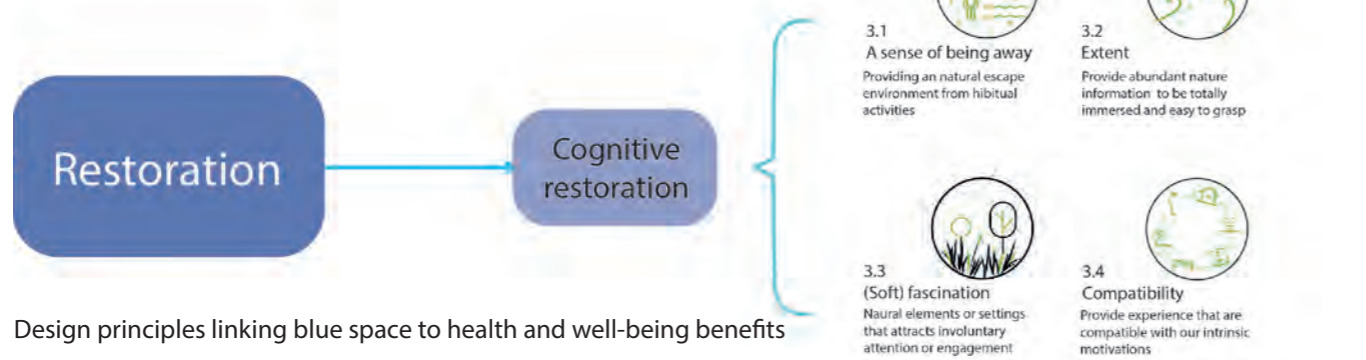 Restoration
Cognitive
restoration
3.1
A sense of being away
Providing an natural escape
environment from hibitual
activities
3.2
Extent
Provide abundant nature
information to be totally
immersed and easy to grasp
3.3
(Soft) fascination
Naural elements or settings
that attracts involuntary
attention or engagement
3.4
Compatibility
Provide experience that are
compatible with our intrinsic
motivations
Design principles linking blue space to health and well-being benefits